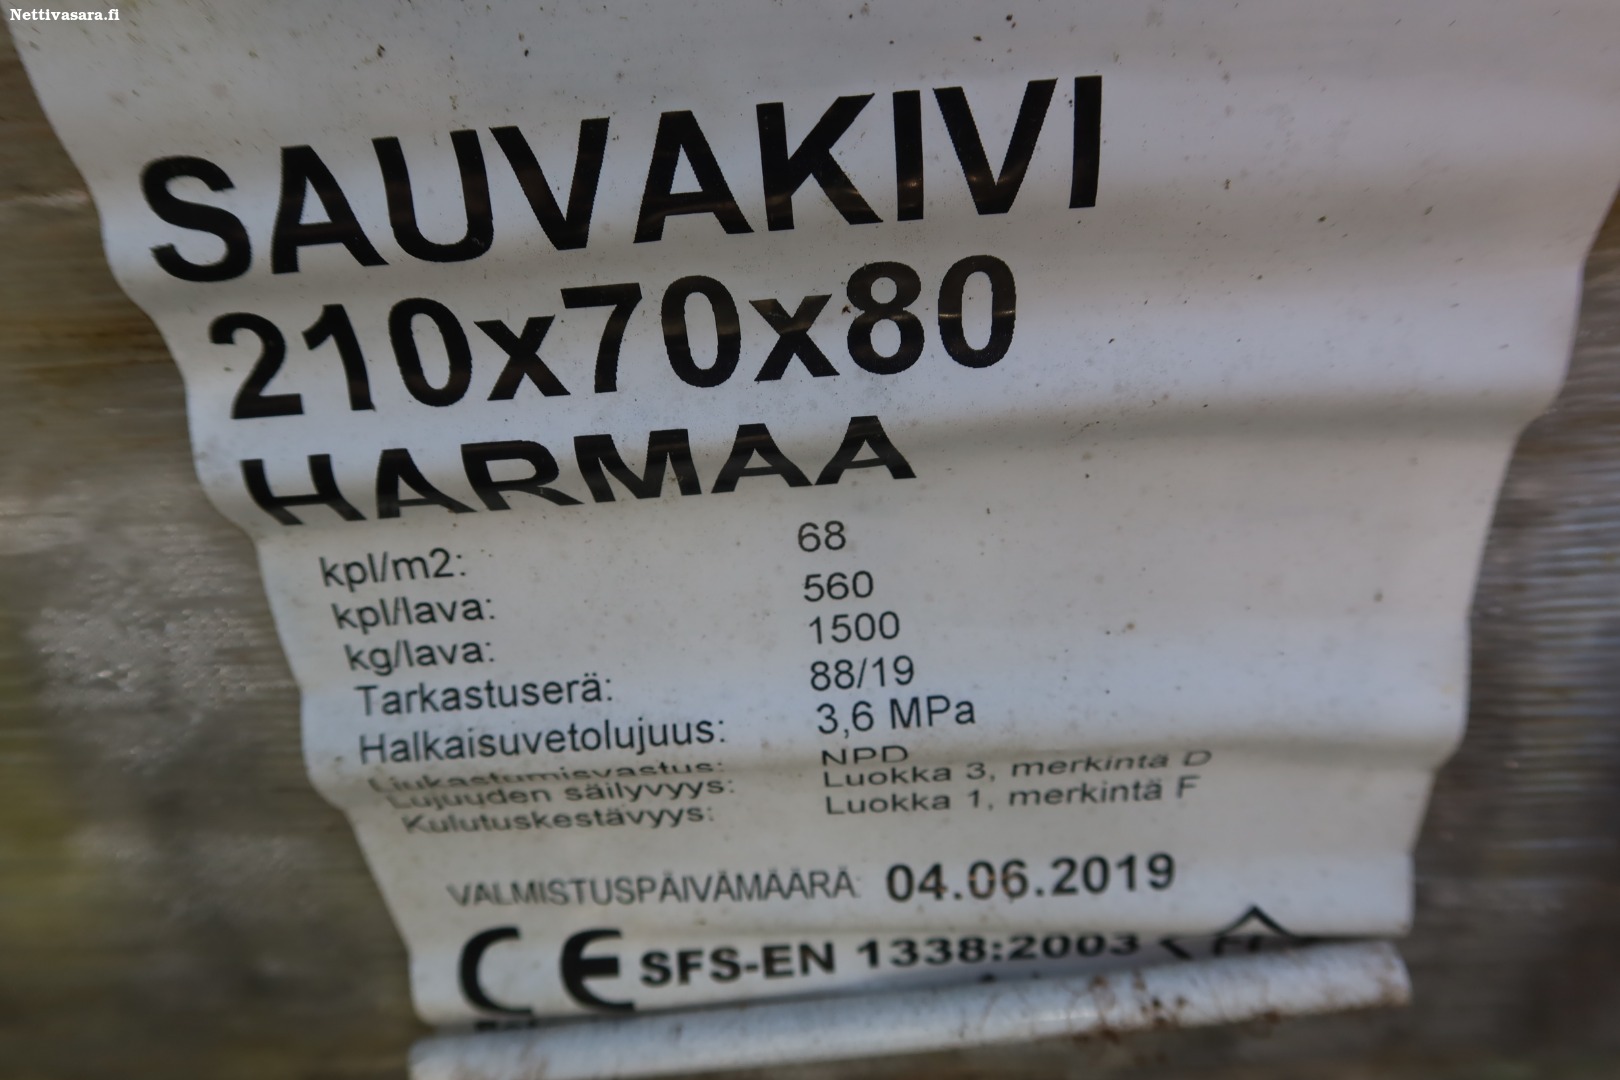 Nettivasara.fi
SAUVAKIVI
210x70x80
HARMAA
kpl/m2: 68
kpl/lava: 560
kg/lava: 1500
Tarkastuserä: 88/19
Halkaisuvetolujuus: 3,6 MPa
Liukastumisvastus: NPD
Lujuuden säilyvyys: Luokka 3, merkintä D
Kulutuskestävyys: Luokka 1, merkintä F
VALMISTUSPÄIVÄMÄÄRÄ: 04.06.2019
CE SFS-EN 1338:2003